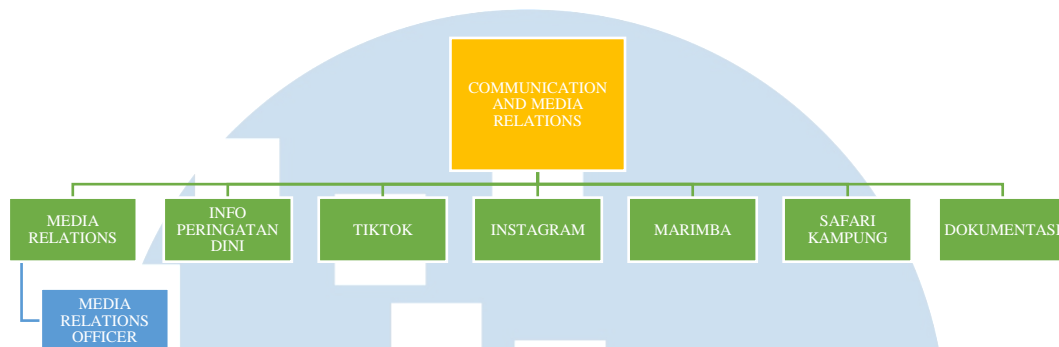 COMMUNICATION
AND MEDIA
RELATIONS
MEDIA
RELATIONS
INFO
PERINGATAN
DINI
TIKTOK
INSTAGRAM
MARIMBA
SAFARI
KAMPUNG
DOKUMENTASI
MEDIA
RELATIONS
OFFICER